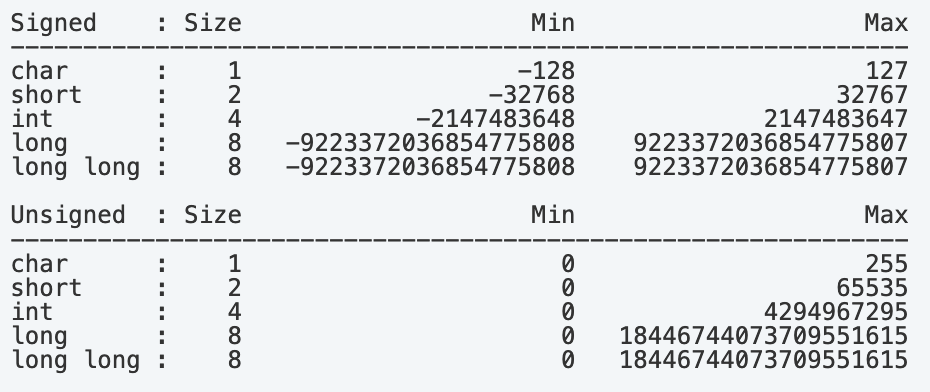 Signed    : Size                    Min                    Max
--------------------------------------------------------------
char      :    1                   -128                    127
short     :    2                 -32768                  32767
int       :    4            -2147483648             2147483647
long      :    8   -9223372036854775808    9223372036854775807
long long :    8   -9223372036854775808    9223372036854775807
Unsigned  : Size                    Min                    Max
--------------------------------------------------------------
char      :    1                      0                    255
short     :    2                      0                  65535
int       :    4                      0             4294967295
long      :    8                      0   18446744073709551615
long long :    8                      0   18446744073709551615